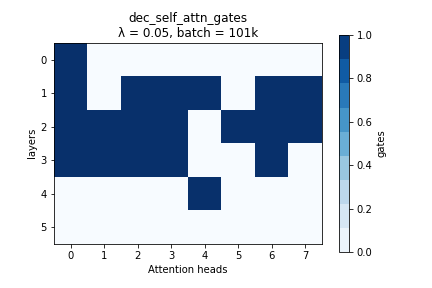 dec_self_attn_gates
λ = 0.05, batch = 101k
layers
0
1
2
3
4
5
0 1 2 3 4 5 6 7
Attention heads
1.0
0.8
0.6
0.4
0.2
0.0
gates